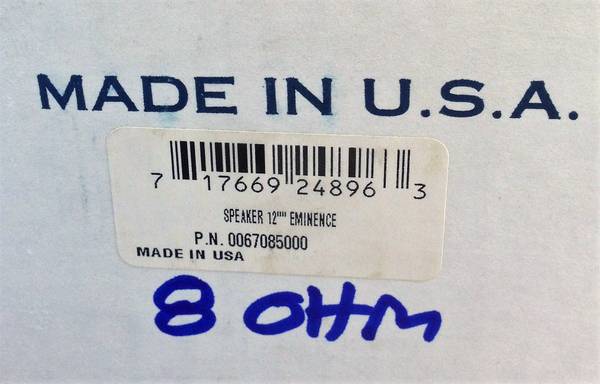 MADE IN U.S.A.
7 17669 24896 3
SPEAKER 12"" EMINENCE
P.N. 0067085000
MADE IN USA
8 OHM